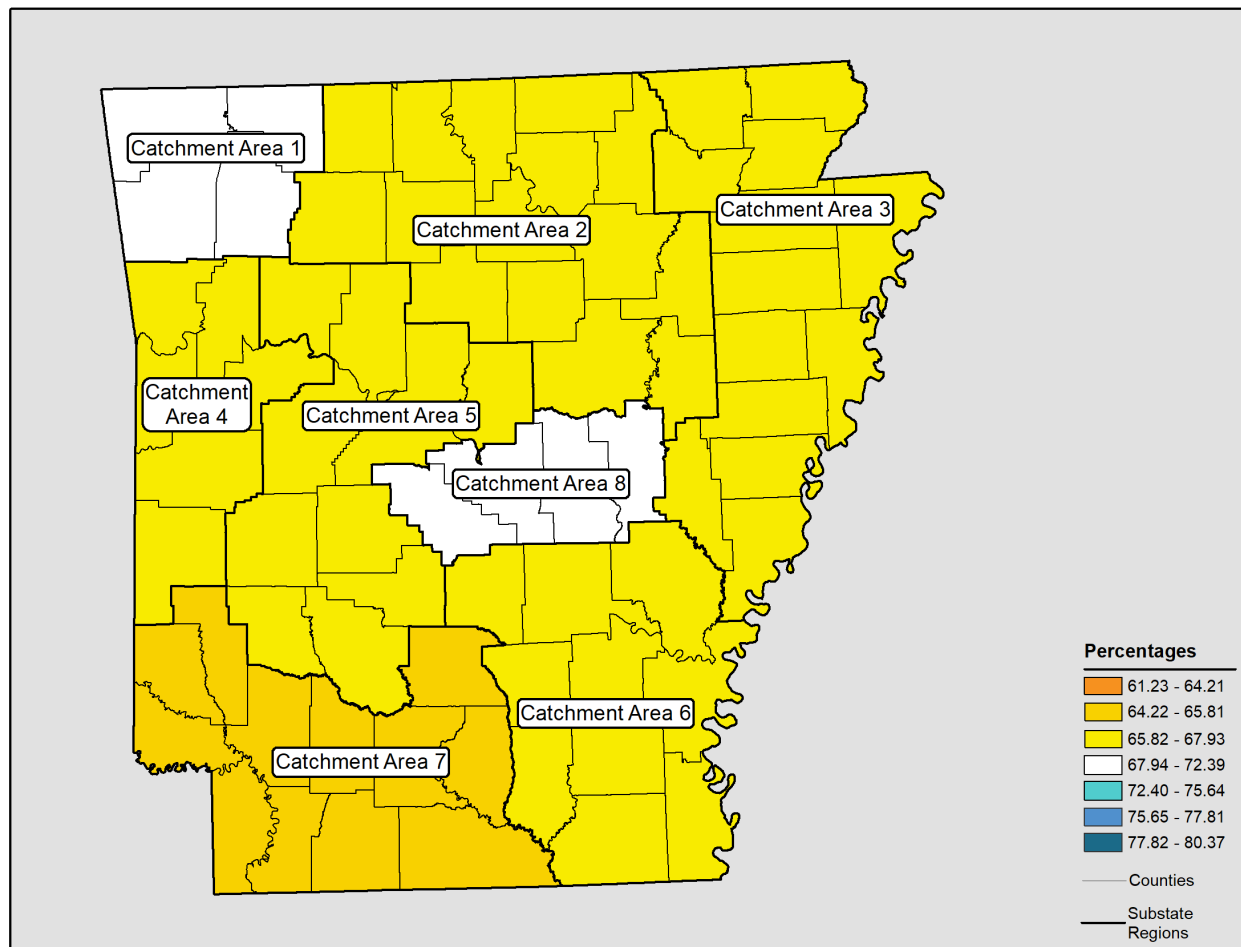 Catchment Area 1
Catchment Area 2
Catchment Area 3
Catchment
Area 4
Catchment Area 5
Catchment Area 8
Catchment Area 6
Catchment Area 7
Percentages
61.23 - 64.21
64.22 - 65.81
65.82 - 67.93
67.94 - 72.39
72.40 - 75.64
75.65 - 77.81
77.82 - 80.37
Counties
Substate
Regions